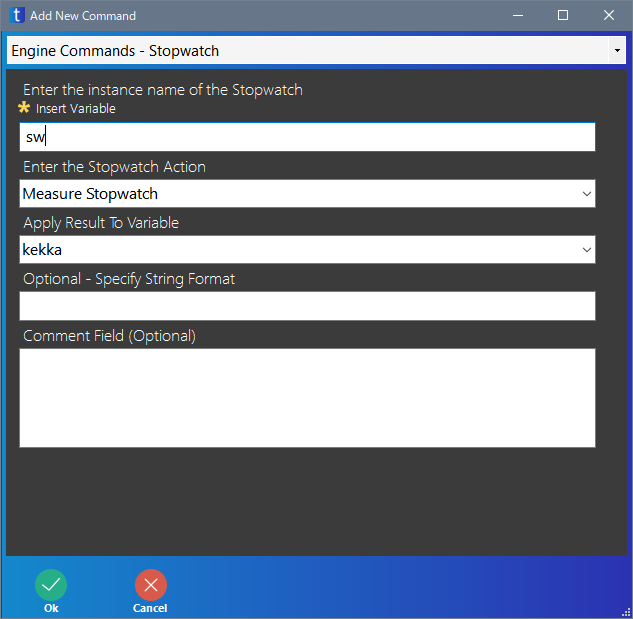 t Add New Command
Engine Commands - Stopwatch
Enter the instance name of the Stopwatch
Insert Variable
sw
Enter the Stopwatch Action
Measure Stopwatch
Apply Result To Variable
kekka
Optional - Specify String Format
Comment Field (Optional)
Ok Cancel